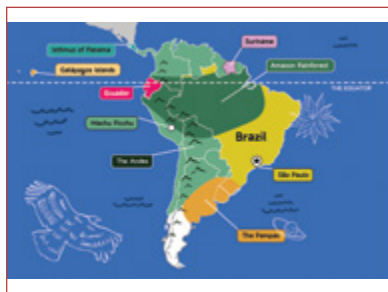 Isthmus of Panama
Suriname
Galápagos Islands
Amazon Rainforest
THE EQUATOR
Ecuador
Machu Picchu
Brazil
The Andes
São Paulo
The Pampas